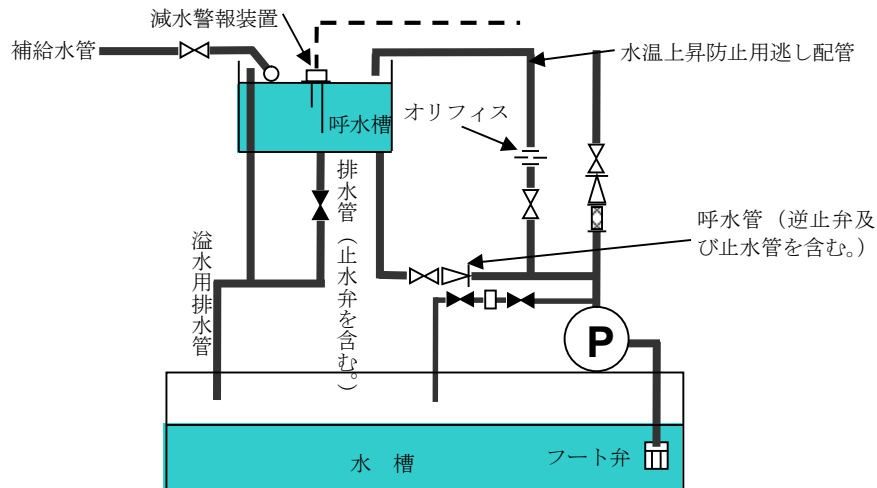 減水警報装置
補給水管
水温上昇防止用逃し配管
オリフィス
呼水槽
排水管（止水弁を含む。）
呼水管（逆止弁及
び止水管を含む。）
溢水用排水管
P
水　槽
フート弁